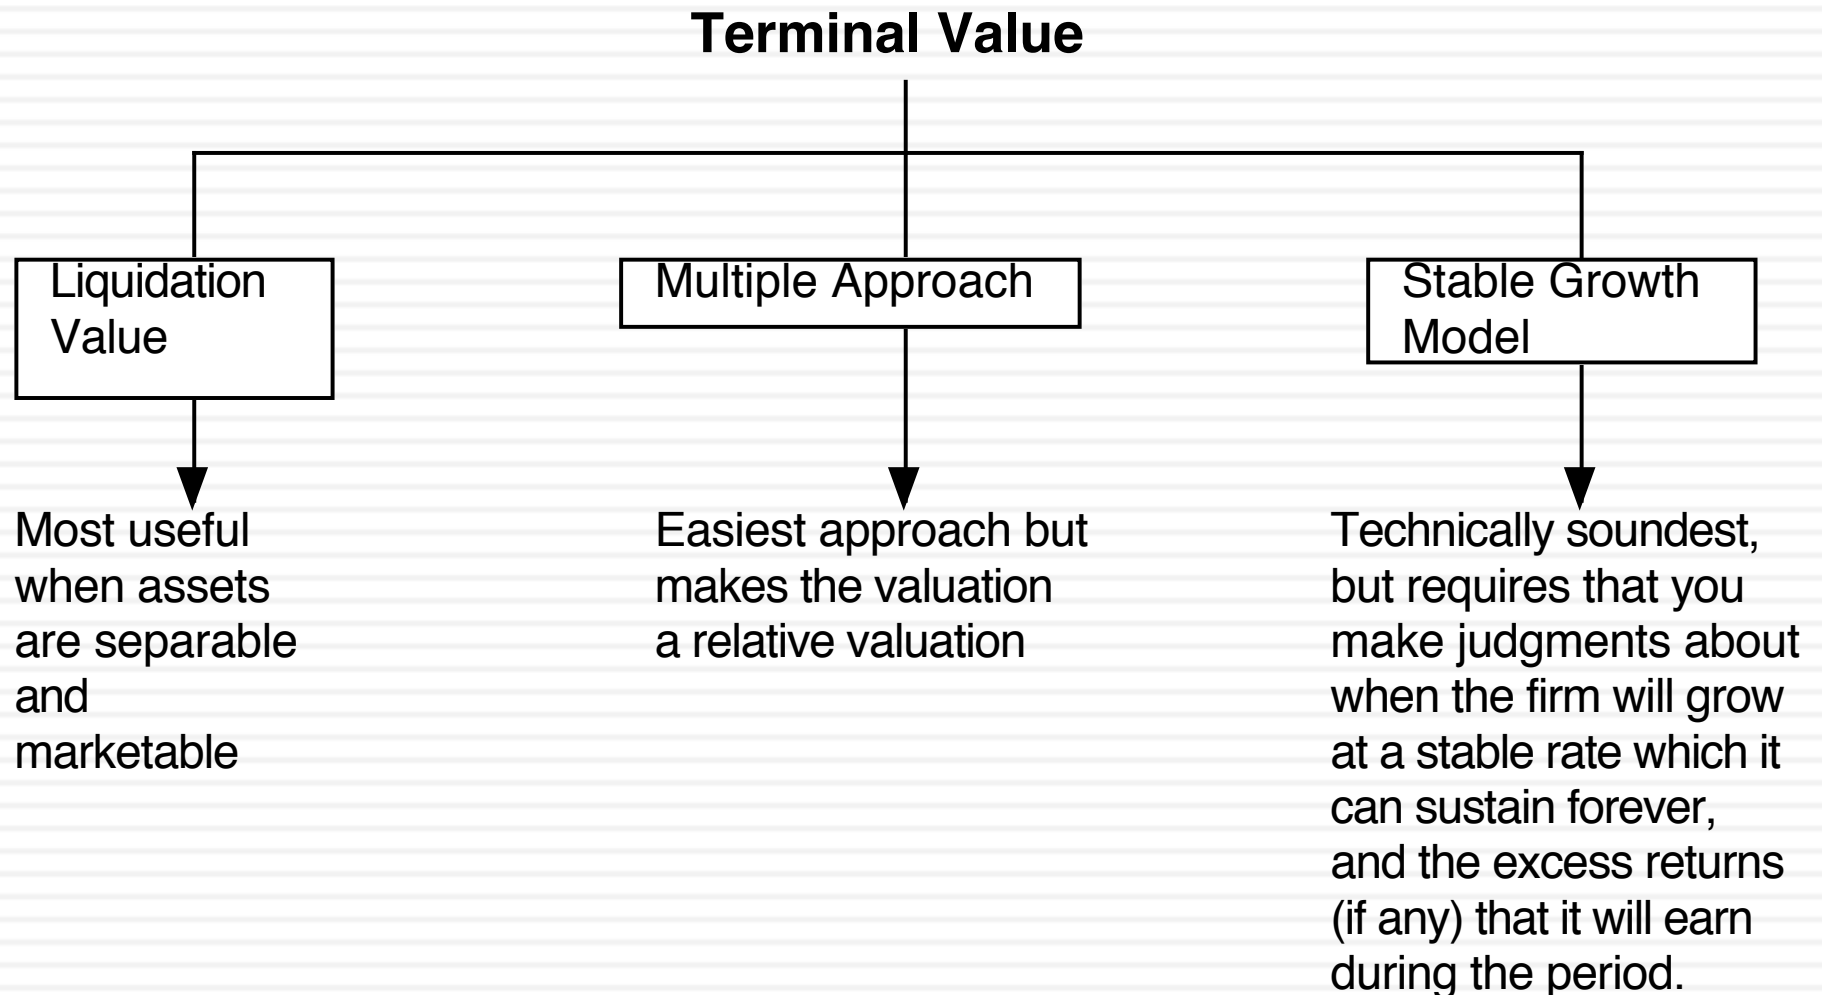 Terminal Value
Liquidation
Value
Multiple Approach
Stable Growth
Model
Most useful
when assets
are separable
and
marketable
Easiest approach but
makes the valuation
a relative valuation
Technically soundest,
but requires that you
make judgments about
when the firm will grow
at a stable rate which it
can sustain forever,
and the excess returns
(if any) that it will earn
during the period.